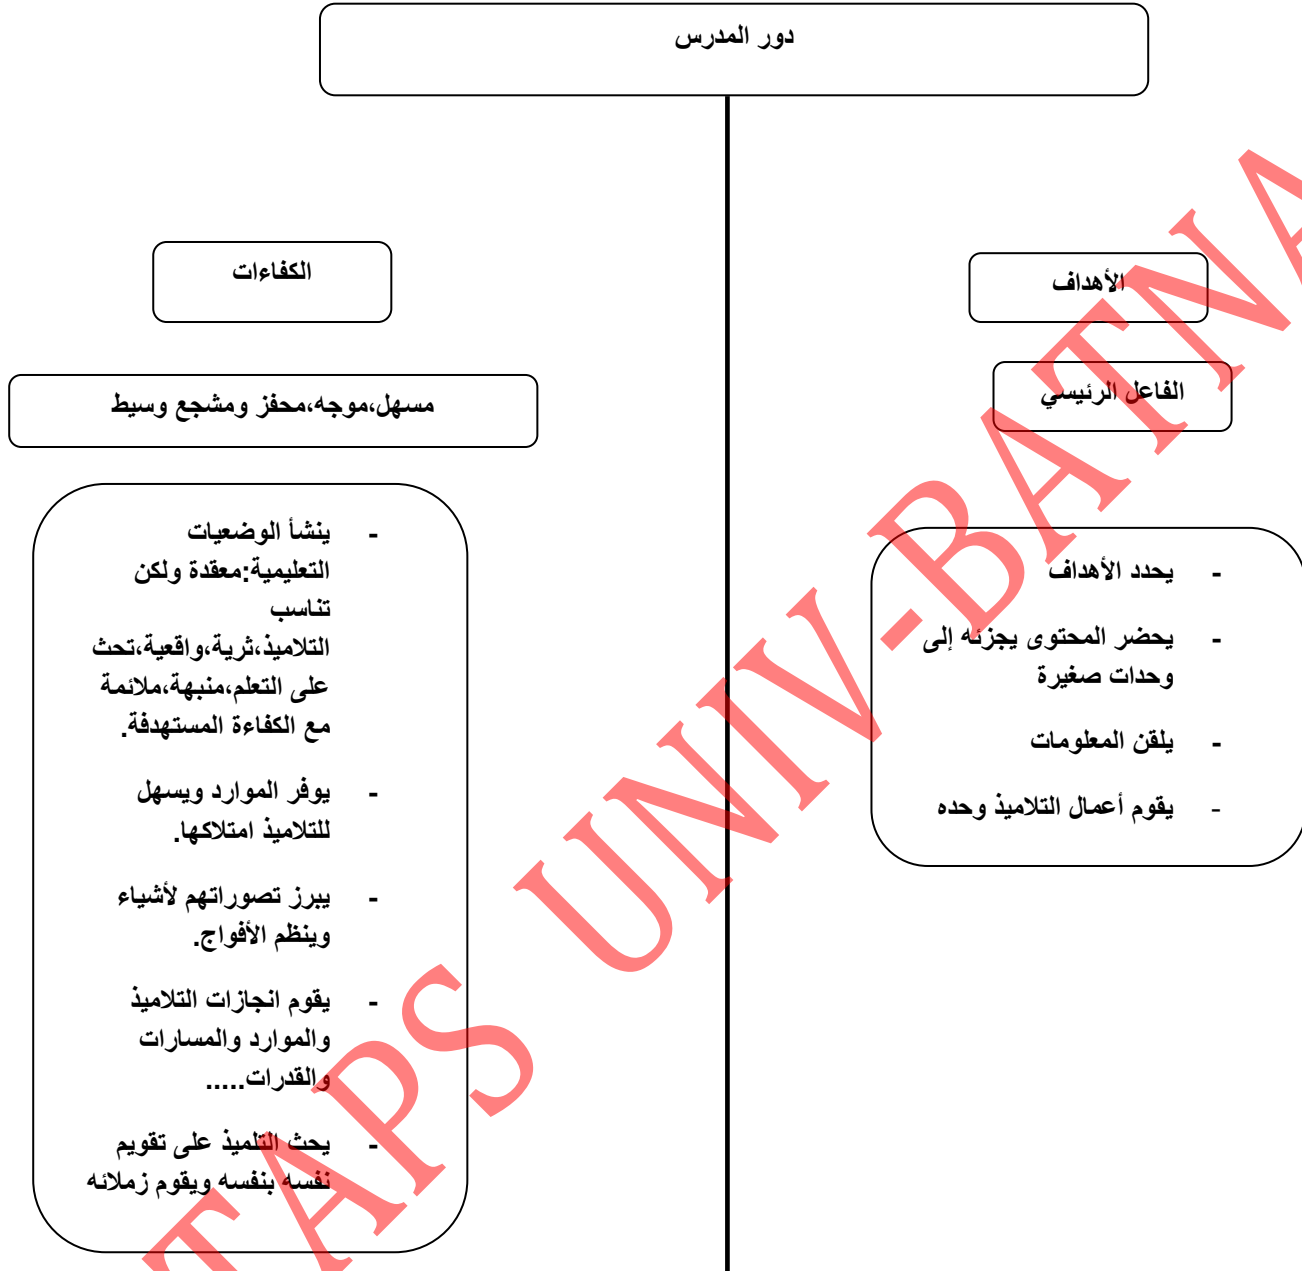 دور المدرس
الأهداف
الفاعل الرئيسي
- يحدد الأهداف
- يحضر المحتوى يجزئه إلى
وحدات صغيرة
- يلقن المعلومات
- يقوم أعمال التلاميذ وحده
الكفاءات
مسهل،موجه،محفز ومشجع وسيط
- ينشأ الوضعيات
التعليمية:معقدة ولكن
تناسب
التلاميذ،ثرية،واقعية،تحث
على التعلم،منبهة،ملائمة
مع الكفاءة المستهدفة.
- يوفر الموارد ويسهل
للتلاميذ امتلاكها.
- يبرز تصوراتهم لأشياء
وينظم الأفواج.
- يقوم انجازات التلاميذ
والموارد والمسارات
والقدرات.....
- يحث التلميذ على تقويم
نفسه بنفسه ويقوم زملائه
TAPS UNIV-BATNA